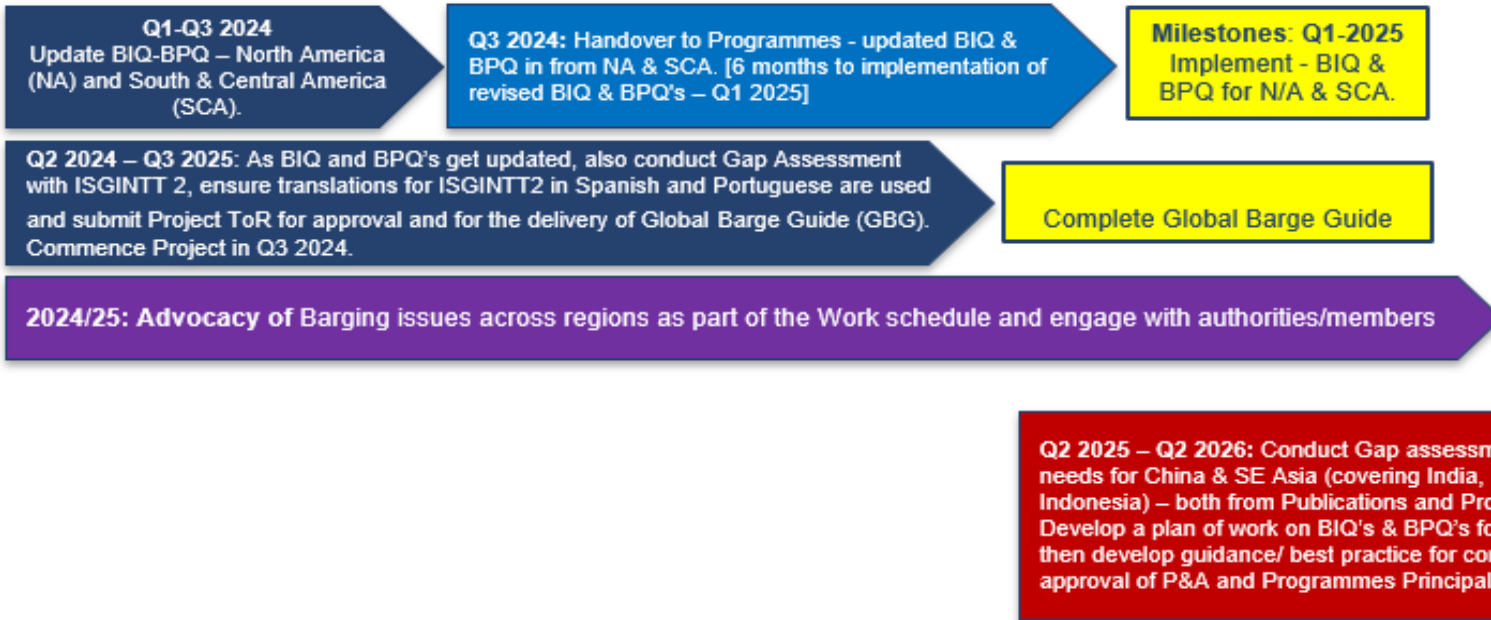 Q1-Q3 2024
Update BIQ-BPQ – North America
(NA) and South & Central America
(SCA).
Q3 2024: Handover to Programmes - updated BIQ &
BPQ in from NA & SCA. [6 months to implementation of
revised BIQ & BPQ's – Q1 2025]
Milestones: Q1-2025
Implement - BIQ &
BPQ for N/A & SCA.
Q2 2024 – Q3 2025: As BIQ and BPQ's get updated, also conduct Gap Assessment
with ISGINTT 2, ensure translations for ISGINTT2 in Spanish and Portuguese are used
and submit Project ToR for approval and for the delivery of Global Barge Guide (GBG).
Commence Project in Q3 2024.
Complete Global Barge Guide
2024/25: Advocacy of Barging issues across regions as part of the Work schedule and engage with authorities/members
Q2 2025 – Q2 2026: Conduct Gap
needs for China & SE Asia (covering India,
Indonesia) – both from Publications and
Develop a plan of work on BIQ's & BPQ's
then develop guidance/ best practice for
approval of P&A and Programmes